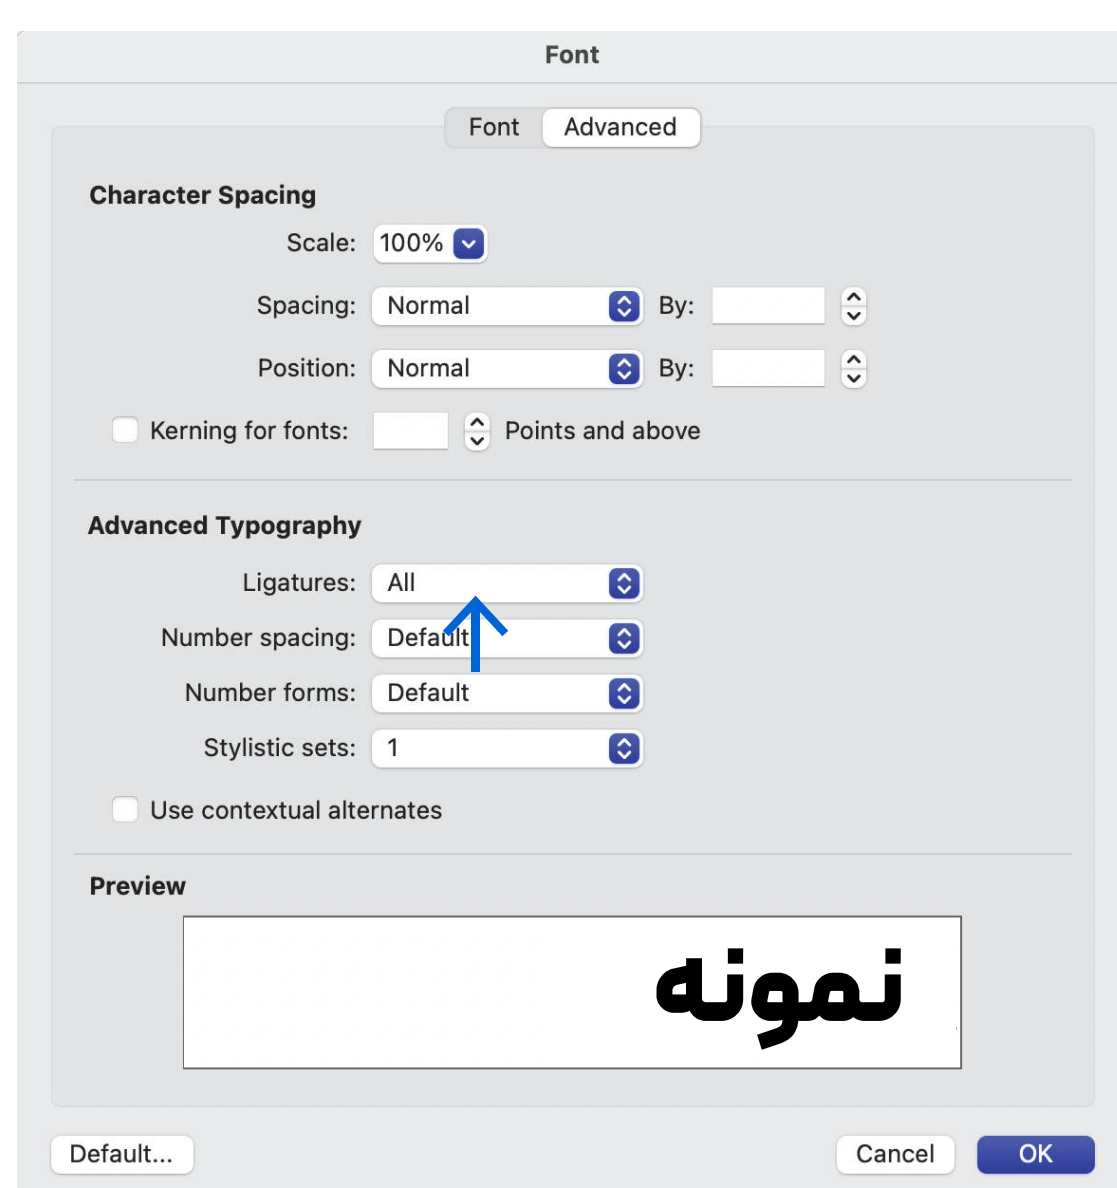 Font
Font Advanced
Character Spacing
Scale: 100%
Spacing: Normal By:
Position: Normal By:
Kerning for fonts: Points and above
Advanced Typography
Ligatures: All
Number spacing: Default
Number forms: Default
Stylistic sets: 1
Use contextual alternates
Preview
نمونه
Default... Cancel OK